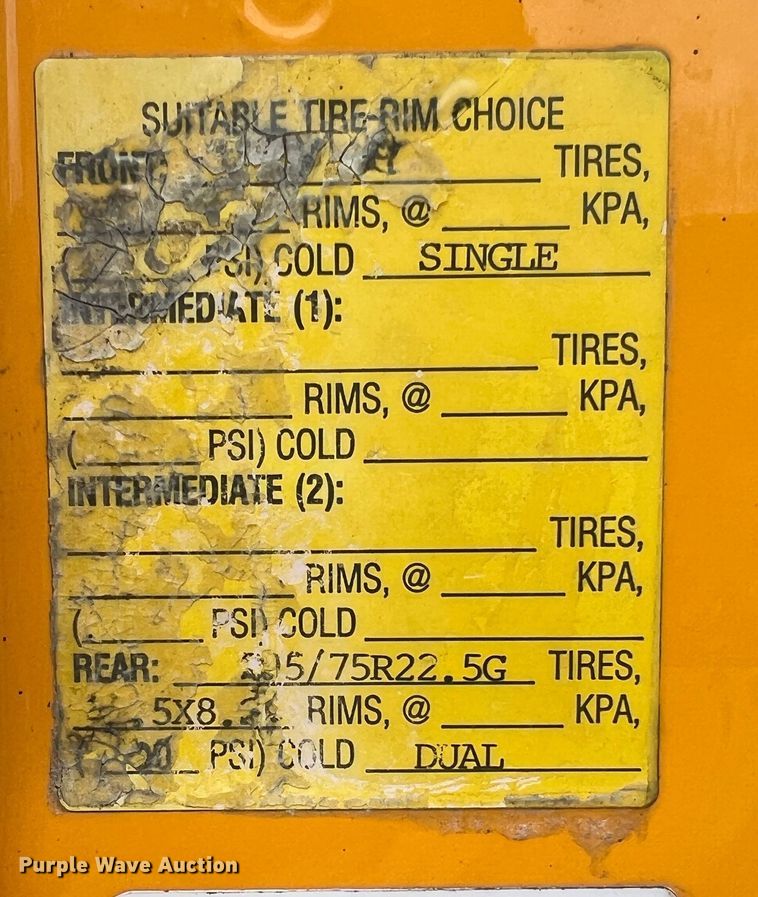 SUITABLE TIRE-RIM CHOICE
FRONT: TIRES,
RIMS, @ KPA,
( PSI) COLD SINGLE
INTERMEDIATE (1):
TIRES,
RIMS, @ KPA,
( PSI) COLD
INTERMEDIATE (2):
TIRES,
RIMS, @ KPA,
( PSI) COLD
REAR: 5/75R22.5G TIRES,
5X8. RIMS, @ KPA,
( PSI) COLD DUAL
Purple Wave Auction